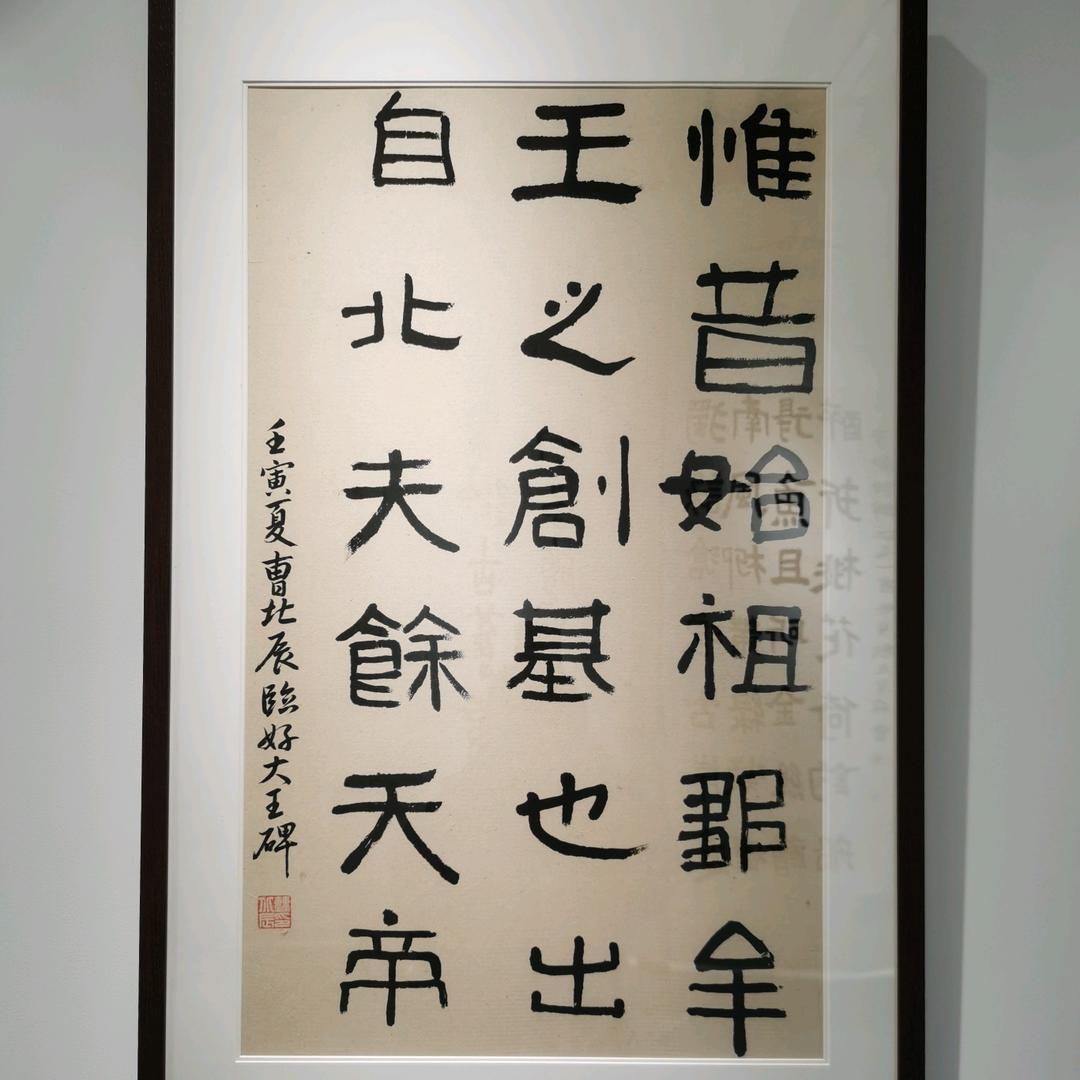 惟昔始祖鄒牟
王之創基也出
自北夫餘天帝
壬寅夏曹北辰臨好大王碑